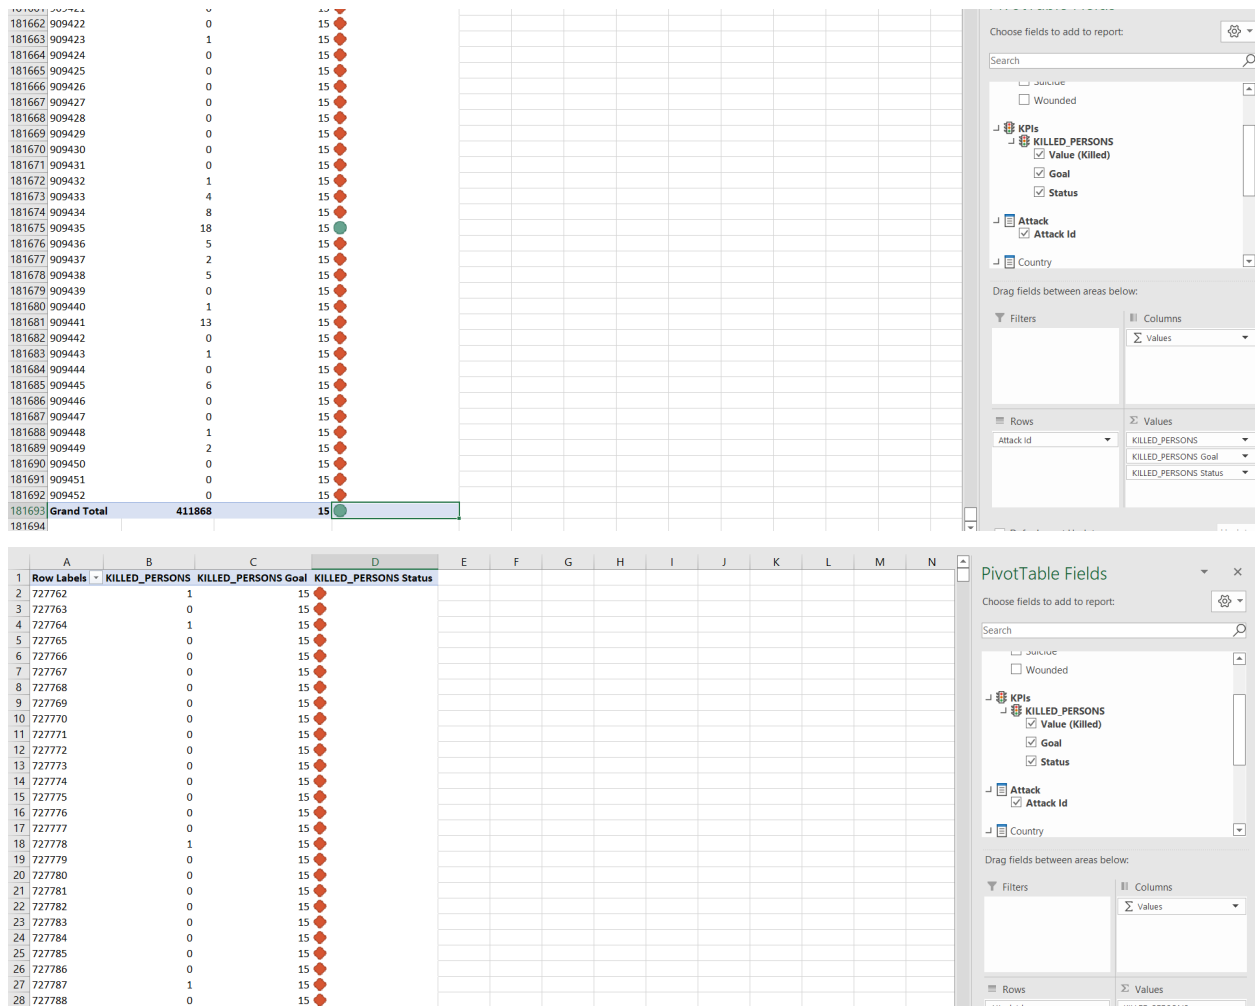 181662 909422 0 15
181663 909423 1 15
181664 909424 0 15
181665 909425 0 15
181666 909426 0 15
181667 909427 0 15
181668 909428 0 15
181669 909429 0 15
181670 909430 0 15
181671 909431 0 15
181672 909432 1 15
181673 909433 4 15
181674 909434 8 15
181675 909435 18 15
181676 909436 5 15
181677 909437 2 15
181678 909438 5 15
181679 909439 0 15
181680 909440 1 15
181681 909441 13 15
181682 909442 0 15
181683 909443 1 15
181684 909444 0 15
181685 909445 6 15
181686 909446 0 15
181687 909447 0 15
181688 909448 1 15
181689 909449 2 15
181690 909450 0 15
181691 909451 0 15
181692 909452 0 15
181693 Grand Total 411868 15
181694
Choose fields to add to report:
Search
Suicide
Wounded
KPIs
KILLED_PERSONS
Value (Killed)
Goal
Status
Attack
Attack Id
Country
Drag fields between areas below:
Filters
Columns
Σ Values
Rows
Σ Values
Attack Id
KILLED_PERSONS
KILLED_PERSONS Goal
KILLED_PERSONS Status
A B C D E F G H I J K L M N
1 Row Labels KILLED_PERSONS KILLED_PERSONS Goal KILLED_PERSONS Status
2 727762 1 15
3 727763 0 15
4 727764 1 15
5 727765 0 15
6 727766 0 15
7 727767 0 15
8 727768 0 15
9 727769 0 15
10 727770 0 15
11 727771 0 15
12 727772 0 15
13 727773 0 15
14 727774 0 15
15 727775 0 15
16 727776 0 15
17 727777 0 15
18 727778 1 15
19 727779 0 15
20 727780 0 15
21 727781 0 15
22 727782 0 15
23 727783 0 15
24 727784 0 15
25 727785 0 15
26 727786 0 15
27 727787 1 15
28 727788 0 15
PivotTable Fields
Choose fields to add to report:
Search
Suicide
Wounded
KPIs
KILLED_PERSONS
Value (Killed)
Goal
Status
Attack
Attack Id
Country
Drag fields between areas below:
Filters
Columns
Σ Values
Rows
Σ Values